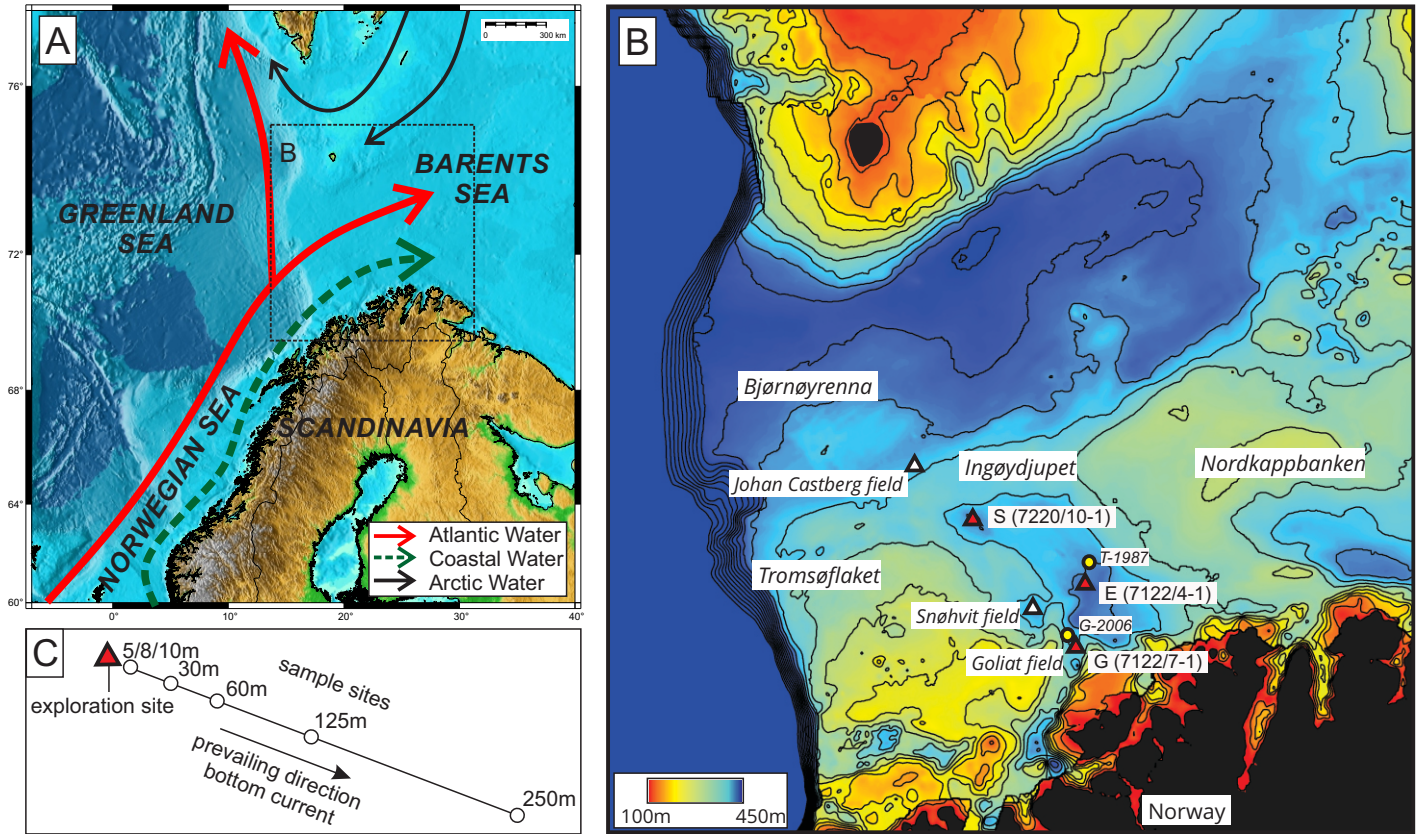 A
0
300 km
76°
72°
68°
64°
60°
0°
10°
20°
30°
40°
B
BARENTS
SEA
GREENLAND
SEA
NORWEGIAN SEA
SCANDINAVIA
Atlantic Water
Coastal Water
Arctic Water
B
Bjørnøyrenna
Johan Castberg field
Ingøydjupet
Nordkappbanken
S (7220/10-1)
T-1987
Tromsøflaket
E (7122/4-1)
Snøhvit field
G-2006
Goliat field
G (7122/7-1)
100m
450m
Norway
C
5/8/10m
30m
60m
125m
250m
sample sites
exploration site
prevailing direction
bottom current